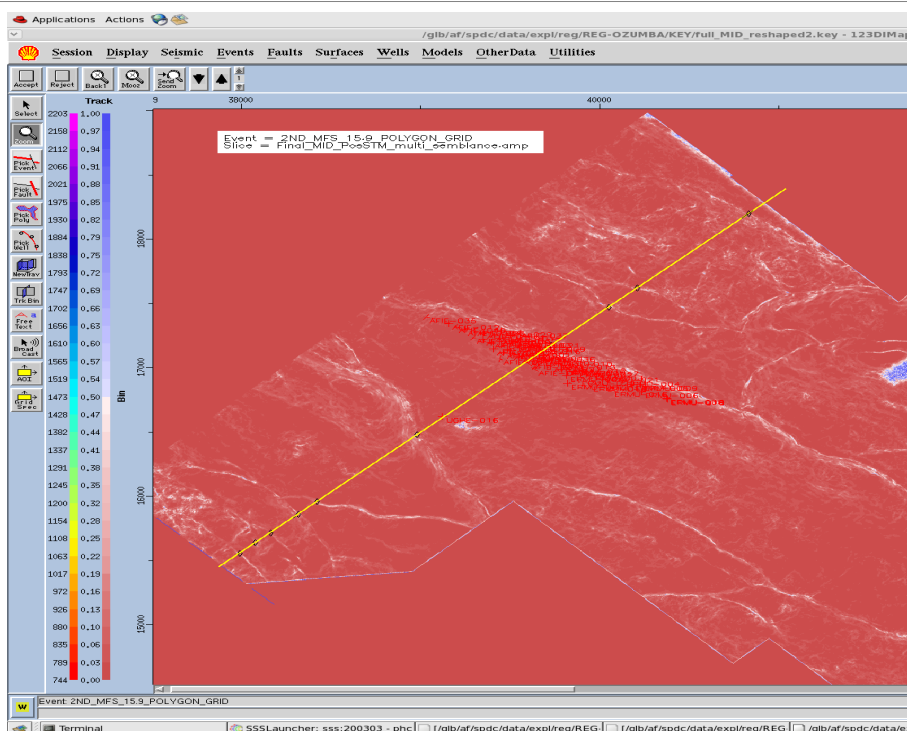 Applications Actions
/glb/af/spdc/data/expl/reg/REG-OZUMBA/KEY/full_MID_reshaped2.key - 123DIMap
Session Display Seismic Events Faults Surfaces Wells Models OtherData Utilities
Accept Reject Back1 Mooz Send Zoom 1
Track 9 38000 40000
Select
Pick Event
Pick Fault
Pick Poly
Pick Well
NewTrav
Trk Bin
Free Text
Broad Cast
AOI
Grid Spec
2203 1.00
2158 0.97
2112 0.94
2066 0.91
2021 0.88
1975 0.85
1930 0.82
1884 0.79
1838 0.75
1793 0.72
1747 0.69
1702 0.66
1656 0.63
1610 0.60
1565 0.57
1519 0.54
1473 0.50
1428 0.47
1382 0.44
1337 0.41
1291 0.38
1245 0.35
1200 0.32
1154 0.28
1108 0.25
1063 0.22
1017 0.19
972 0.16
926 0.13
880 0.10
835 0.06
789 0.03
744 0.00
Bin
18000
17000
16000
15000
Event = 2ND_MFS_15.9_POLYGON_GRID
Slice = Final_MID_PosSTM_multi_semblance.amp
ERMU-036
W
Event: 2ND_MFS_15.9_POLYGON_GRID
Terminal
SSSLauncher: sss:200303 - phc
[/glb/af/spdc/data/expl/reg/REG-
[/glb/af/spdc/data/expl/reg/REG
/glb/af/spdc/data/e